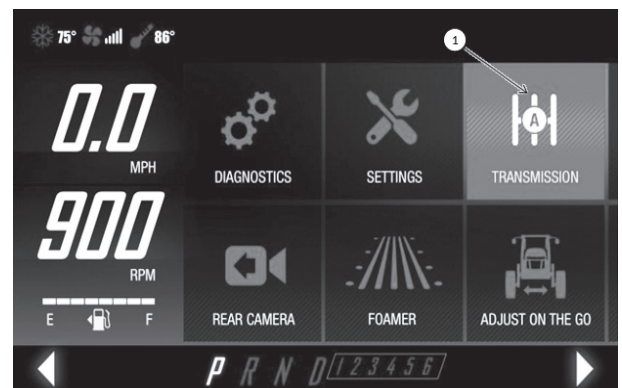 75° 86°
1
0.0
MPH
900
RPM
E F
DIAGNOSTICS
SETTINGS
A
TRANSMISSION
REAR CAMERA
FOAMER
ADJUST ON THE GO
P R N D 1 2 3 4 5 6